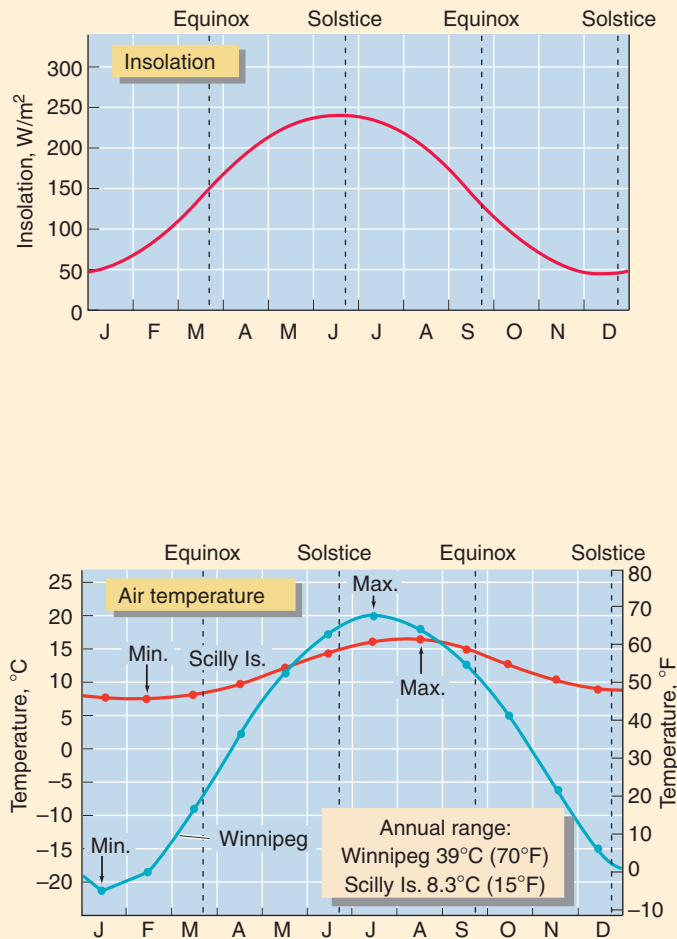 Equinox Solstice Equinox Solstice
Insolation
Insolation, W/m²
300
250
200
150
100
50
0
J F M A M J J A S O N D
Equinox Solstice Equinox Solstice
Air temperature
Temperature, °C
25
20
15
10
5
0
–5
–10
–15
–20
Temperature, °F
80
70
60
50
40
30
20
10
0
–10
Max.
Min. Scilly Is.
Max.
Min.
Winnipeg
Annual range:
Winnipeg 39°C (70°F)
Scilly Is. 8.3°C (15°F)
J F M A M J J A S O N D